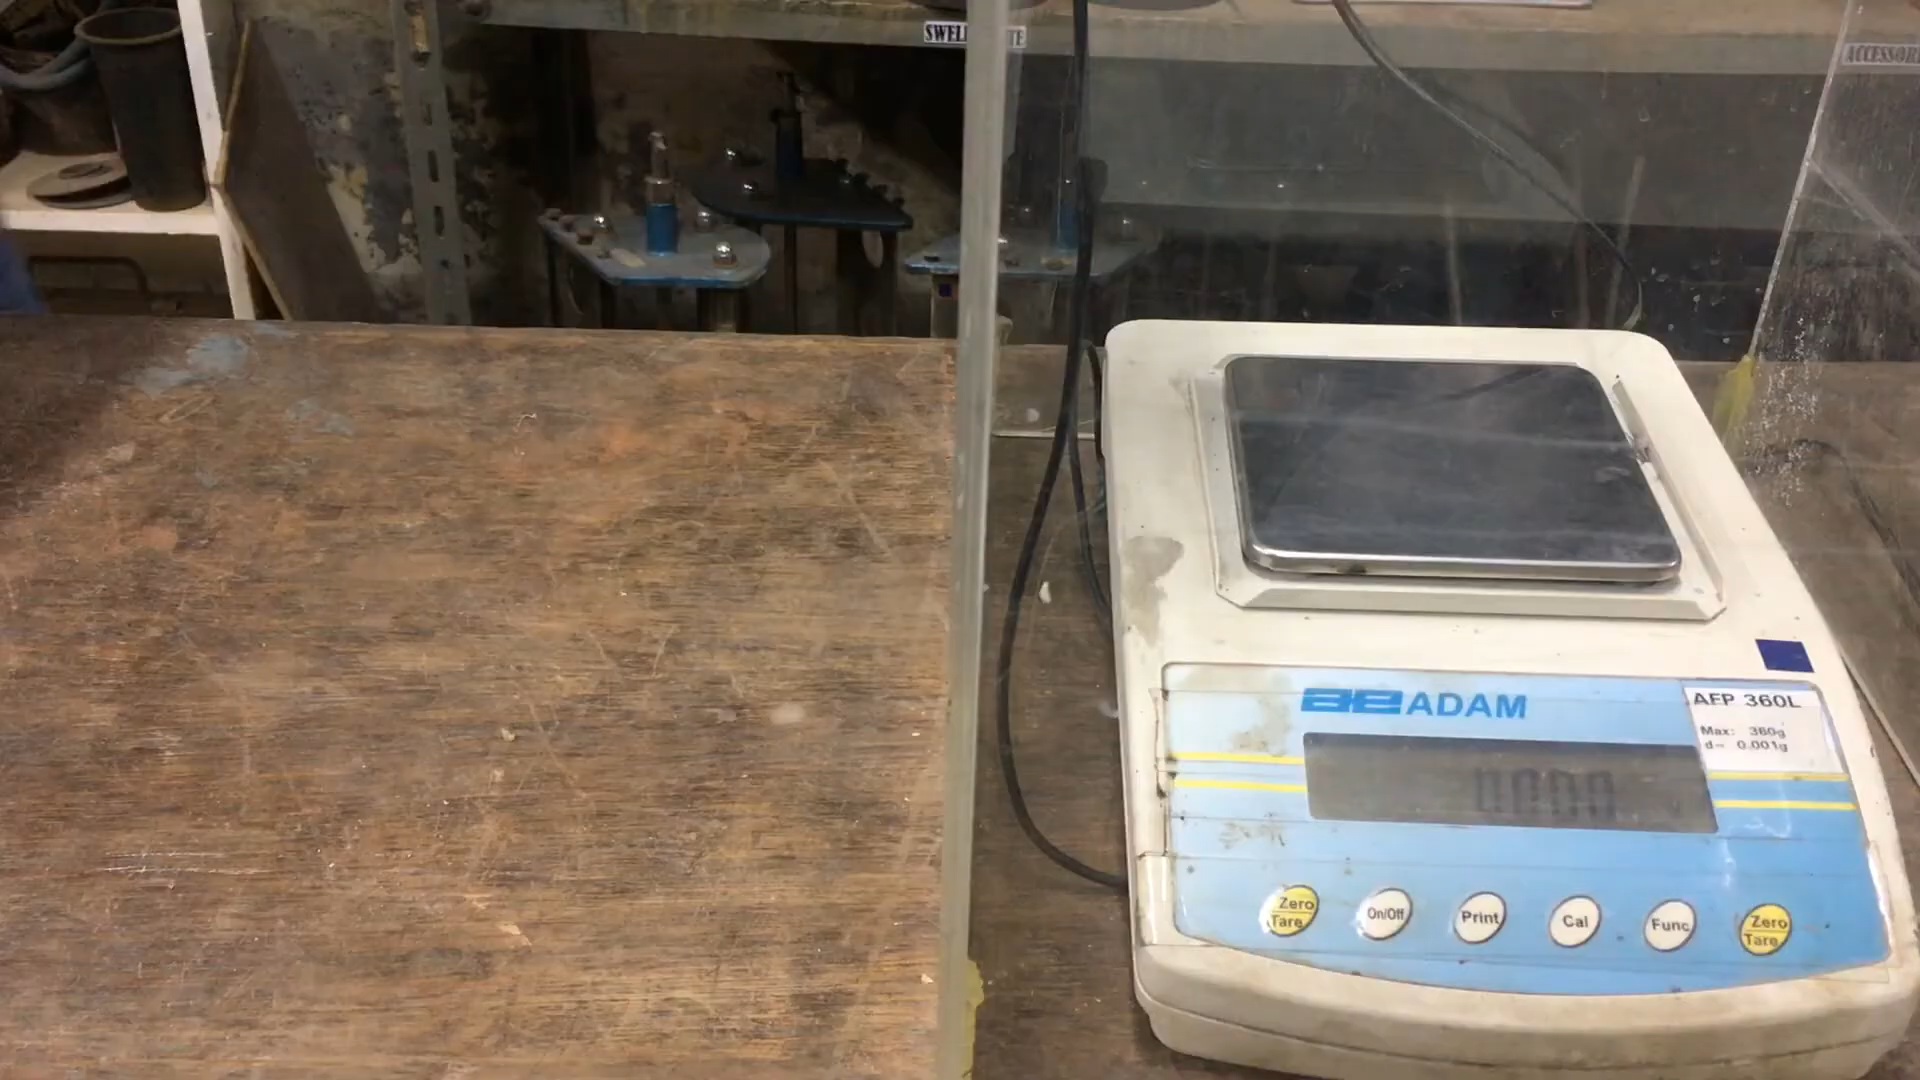 ADAM
AFP 360L
Max: 360g
d= 0.001g
0.000
Zero
Tare
On/Off
Print
Cal
Func
Zero
Tare